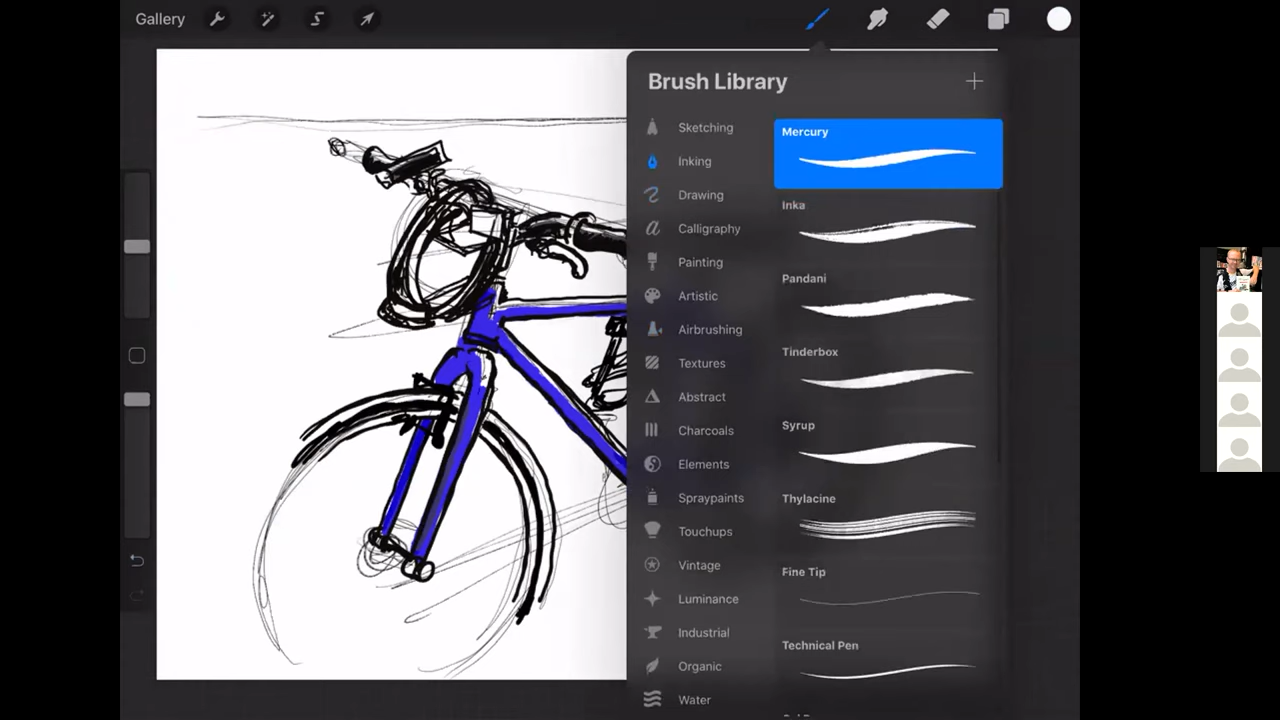 Gallery
Brush Library
Sketching
Inking
Drawing
Calligraphy
Painting
Artistic
Airbrushing
Textures
Abstract
Charcoals
Elements
Spraypaints
Touchups
Vintage
Luminance
Industrial
Organic
Water
Mercury
Inka
Pandani
Tinderbox
Syrup
Thylacine
Fine Tip
Technical Pen